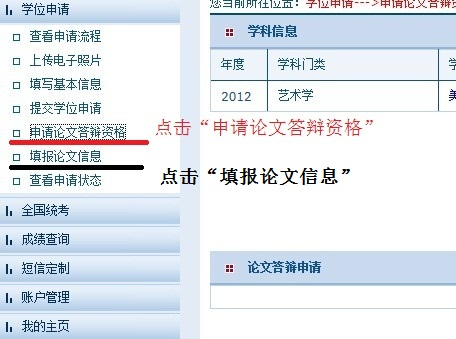 学位申请
您当前所在位置：学位申请--->申请论文答辩资
查看申请流程
学科信息
上传电子照片
年度
学科门类
学
填写基本信息
2012
艺术学
美
提交学位申请
申请论文答辩资格
点击“申请论文答辩资格”
填报论文信息
点击“填报论文信息”
查看申请状态
全国统考
成绩查询
短信定制
论文答辩申请
账户管理
我的主页